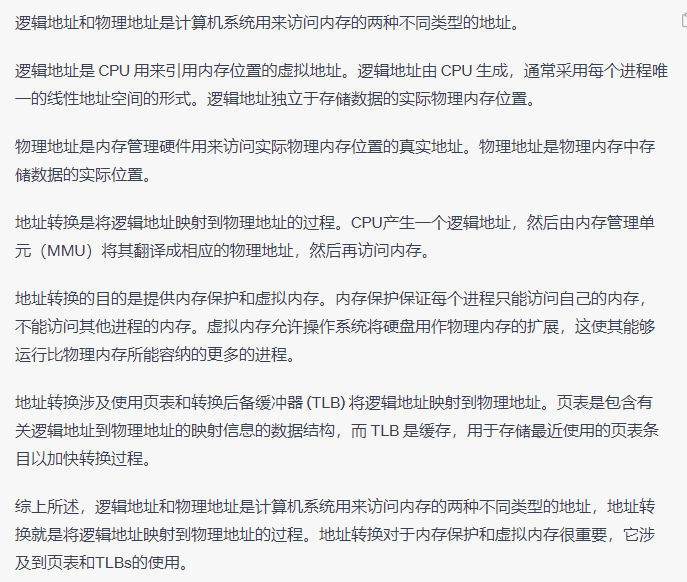 逻辑地址和物理地址是计算机系统用来访问内存的两种不同类型的地址。
逻辑地址是 CPU 用来引用内存位置的虚拟地址。逻辑地址由 CPU 生成，通常采用每个进程唯
一的线性地址空间的形式。逻辑地址独立于存储数据的实际物理内存位置。
物理地址是内存管理硬件用来访问实际物理内存位置的真实地址。物理地址是物理内存中存
储数据的实际位置。
地址转换是将逻辑地址映射到物理地址的过程。CPU产生一个逻辑地址，然后由内存管理单
元（MMU）将其翻译成相应的物理地址，然后再访问内存。
地址转换的目的是提供内存保护和虚拟内存。内存保护保证每个进程只能访问自己的内存，
不能访问其他进程的内存。虚拟内存允许操作系统将硬盘用作物理内存的扩展，这使其能够
运行比物理内存所能容纳的更多的进程。
地址转换涉及使用页表和转换后备缓冲器 (TLB) 将逻辑地址映射到物理地址。页表是包含有
关逻辑地址到物理地址的映射信息的数据结构，而 TLB 是缓存，用于存储最近使用的页表条
目以加快转换过程。
综上所述，逻辑地址和物理地址是计算机系统用来访问内存的两种不同类型的地址，地址转
换就是将逻辑地址映射到物理地址的过程。地址转换对于内存保护和虚拟内存很重要，它涉
及到页表和TLBs的使用。